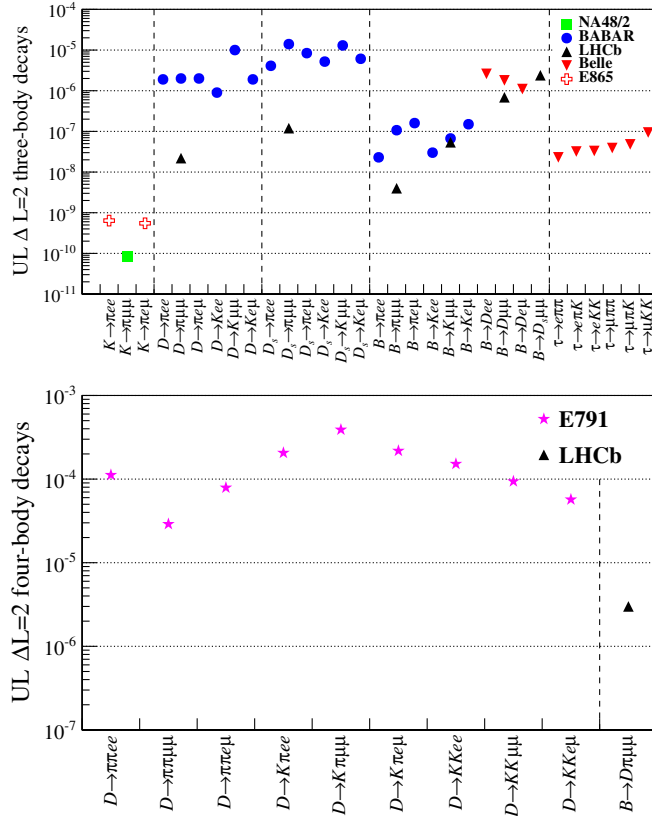 UL Δ L=2 three-body decays
10⁻⁴
10⁻⁵
10⁻⁶
10⁻⁷
10⁻⁸
10⁻⁹
10⁻¹⁰
10⁻¹¹
NA48/2
BABAR
LHCb
Belle
E865
K→πee
K→πμμ
K→πeμ
D→πee
D→πμμ
D→πeμ
D→Kee
D→Kμμ
D→Keμ
Dₛ→πee
Dₛ→πμμ
Dₛ→πeμ
Dₛ→Kee
Dₛ→Kμμ
Dₛ→Keμ
B→πee
B→πμμ
B→πeμ
B→Kee
B→Kμμ
B→Keμ
B→Dee
B→Dμμ
B→Deμ
B→Dₛμμ
τ→eππ
τ→eπK
τ→eKK
τ→μππ
τ→μπK
τ→μKK
UL ΔL=2 four-body decays
10⁻³
10⁻⁴
10⁻⁵
10⁻⁶
10⁻⁷
E791
LHCb
D→ππee
D→ππμμ
D→ππeμ
D→Kπee
D→Kπμμ
D→Kπeμ
D→KKee
D→KKμμ
D→KKeμ
B→Dπμμ